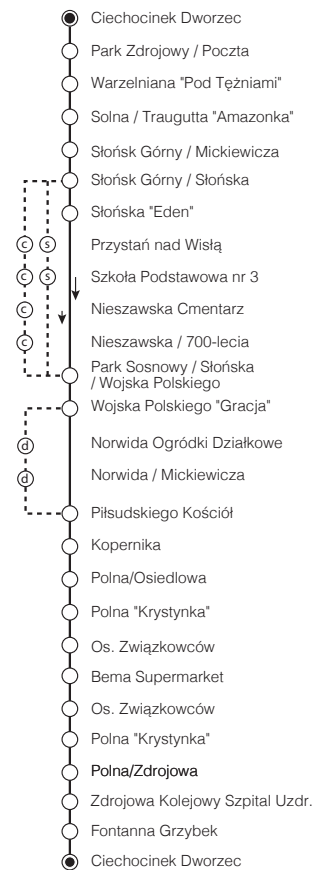 Ciechocinek Dworzec
Park Zdrojowy / Poczta
Warzelniana "Pod Tężniami"
Solna / Traugutta "Amazonka"
Słońsk Górny / Mickiewicza
Słońsk Górny / Słońska
Słońska "Eden"
c s Przystań nad Wisłą
c s Szkoła Podstawowa nr 3
c Nieszawska Cmentarz
c Nieszawska / 700-lecia
Park Sosnowy / Słońska
/ Wojska Polskiego
Wojska Polskiego "Gracja"
d Norwida Ogródki Działkowe
d Norwida / Mickiewicza
Piłsudskiego Kościół
Kopernika
Polna/Osiedlowa
Polna "Krystynka"
Os. Związkowców
Bema Supermarket
Os. Związkowców
Polna "Krystynka"
Polna/Zdrojowa
Zdrojowa Kolejowy Szpital Uzdr.
Fontanna Grzybek
Ciechocinek Dworzec